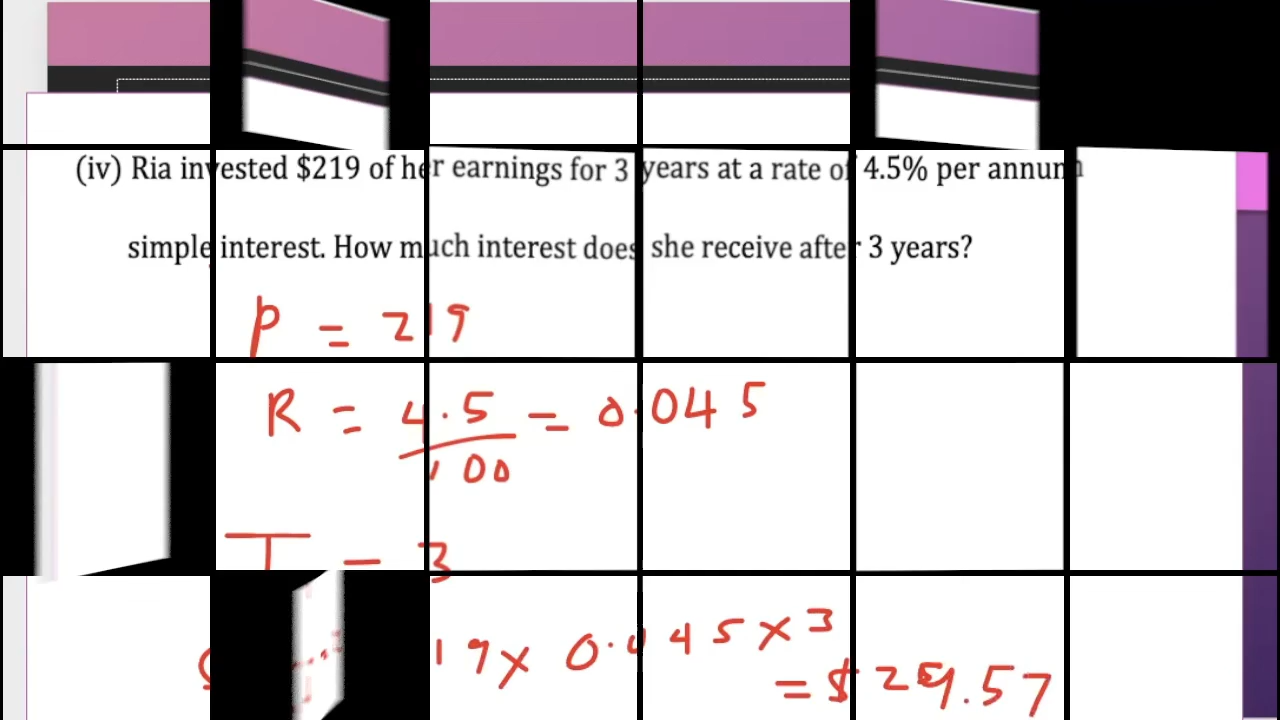 (iv) Ria invested $219 of her earnings for 3 years at a rate of 4.5% per annum
simple interest. How much interest does she receive after 3 years?
P = 219
R = 4.5/100 = 0.045
T = 3
19 x 0.045 x 3
= $ 29.57